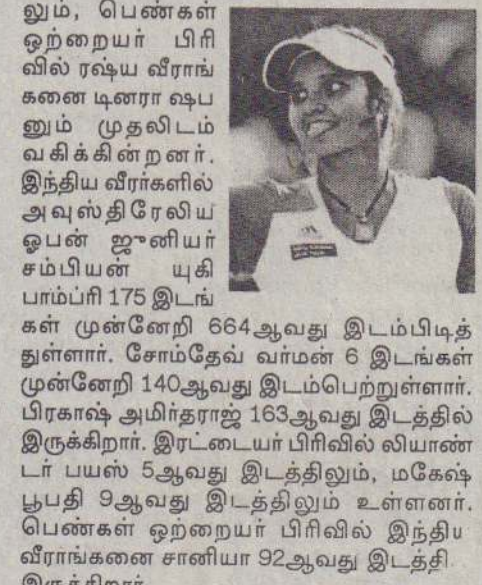 லும், பெண்கள்
ஒற்றையர் பிரி
வில் ரஷ்ய வீராங்
கனை டினரா ஷப
னும் முதலிடம்
வகிக்கின்றனர்.
இந்திய வீரர்களில்
அவுஸ்திரேலிய
ஓபன் ஜுனியர்
சம்பியன் யுகி
பாம்ப்ரி 175 இடங்
கள் முன்னேறி 664ஆவது இடம்பிடித்
துள்ளார். சோம்தேவ் வர்மன் 6 இடங்கள்
முன்னேறி 140ஆவது இடம்பெற்றுள்ளார்.
பிரகாஷ் அமிர்தராஜ் 163ஆவது இடத்தில்
இருக்கிறார். இரட்டையர் பிரிவில் லியாண்
டர் பயஸ் 5ஆவது இடத்திலும், மகேஷ்
பூபதி 9ஆவது இடத்திலும் உள்ளனர்.
பெண்கள் ஒற்றையர் பிரிவில் இந்திய
வீராங்கனை சானியா 92ஆவது இடத்தி
இருக்கிறார்